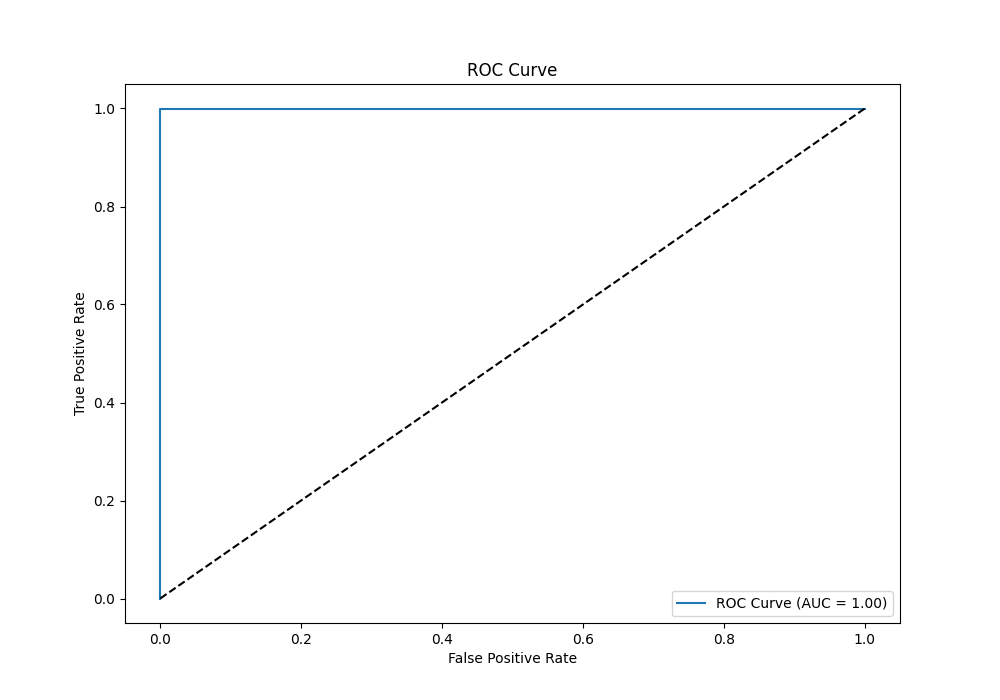 ROC Curve
1.0
0.8
0.6
0.4
0.2
0.0
True Positive Rate
ROC Curve (AUC = 1.00)
0.0 0.2 0.4 0.6 0.8 1.0
False Positive Rate